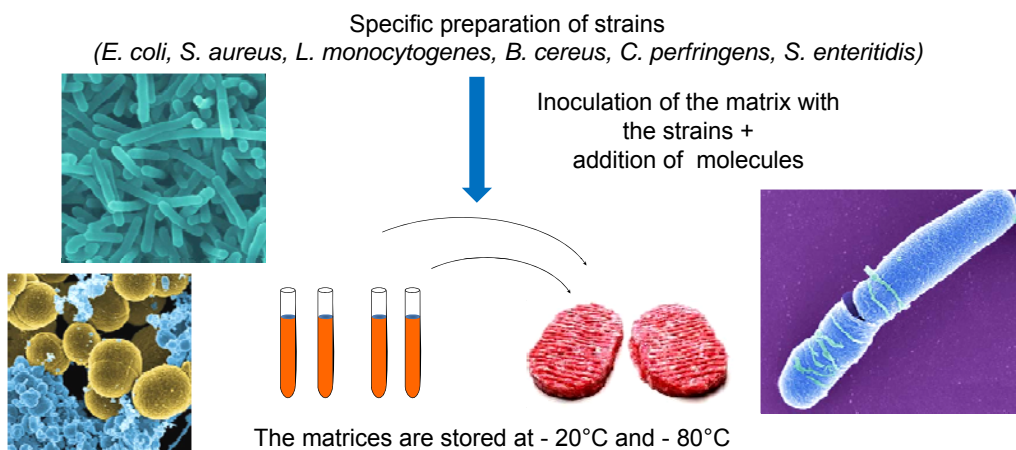 Specific preparation of strains
(E. coli, S. aureus, L. monocytogenes, B. cereus, C. perfringens, S. enteritidis)
Inoculation of the matrix with
the strains +
addition of molecules
The matrices are stored at - 20°C and - 80°C